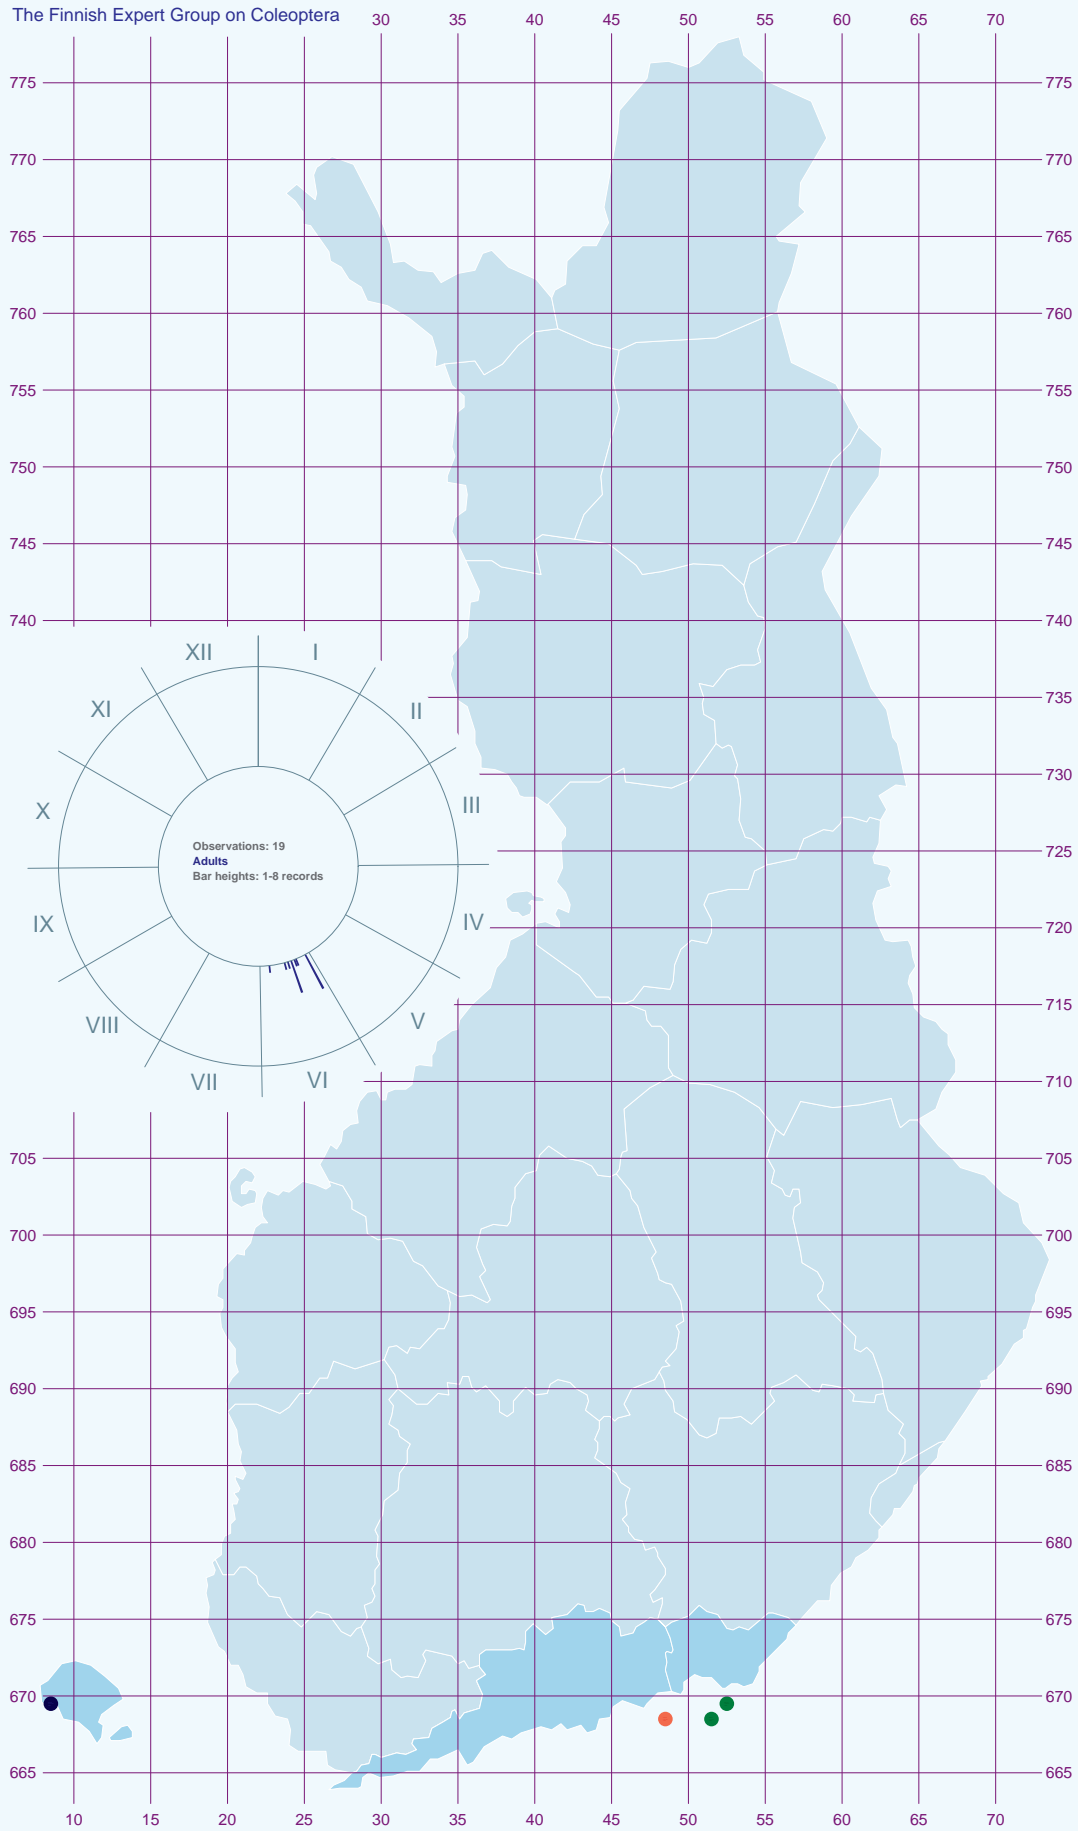 The Finnish Expert Group on Coleoptera 30 35 40 45 50 55 60 65 70
775 775
770 770
765 765
760 760
755 755
750 750
745 745
740 740
XII I
XI II
735
730
X III
725
Observations: 19
Adults
Bar heights: 1-8 records
IX IV
720
715
VIII V
VII VI
710 710
705 705
700 700
695 695
690 690
685 685
680 680
675 675
670 670
665 665
10 15 20 25 30 35 40 45 50 55 60 65 70